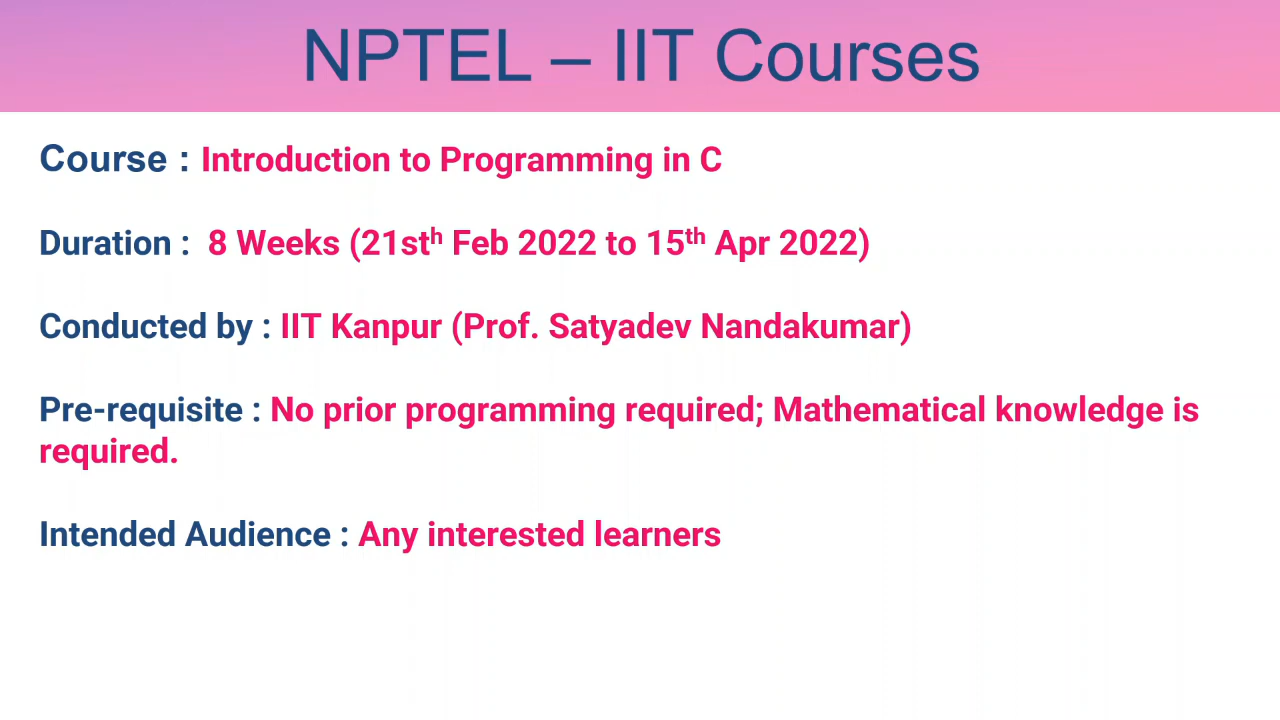 NPTEL – IIT Courses
Course : Introduction to Programming in C
Duration : 8 Weeks (21stʰ Feb 2022 to 15ᵗʰ Apr 2022)
Conducted by : IIT Kanpur (Prof. Satyadev Nandakumar)
Pre-requisite : No prior programming required; Mathematical knowledge is
required.
Intended Audience : Any interested learners